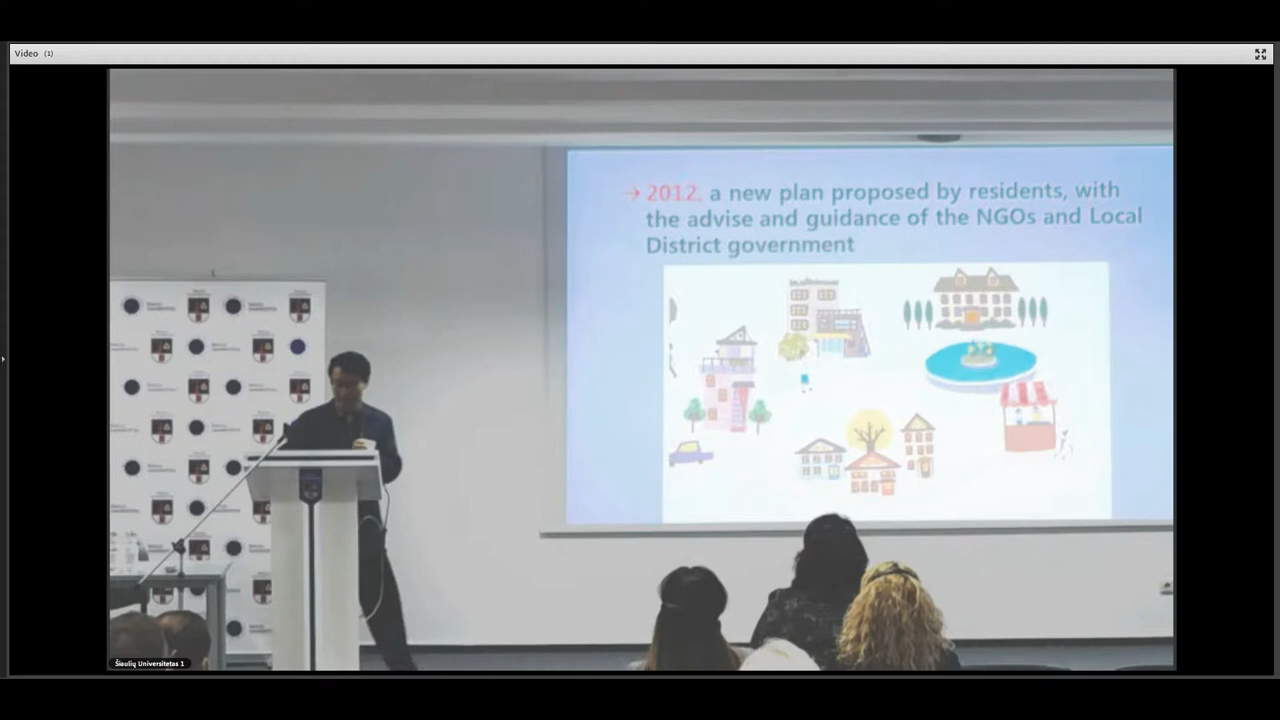 Video (1)
→ 2012, a new plan proposed by residents, with
the advise and guidance of the NGOs and Local
District government
Šiaulių Universitetas 1